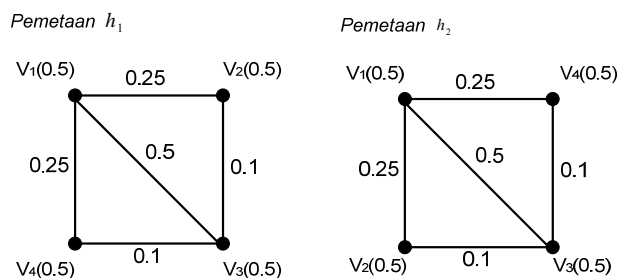 Pemetaan h₁
V₁(0.5) 0.25 V₂(0.5)
0.25 0.5 0.1
V₄(0.5) 0.1 V₃(0.5)
Pemetaan h₂
V₁(0.5) 0.25 V₄(0.5)
0.25 0.5 0.1
V₂(0.5) 0.1 V₃(0.5)